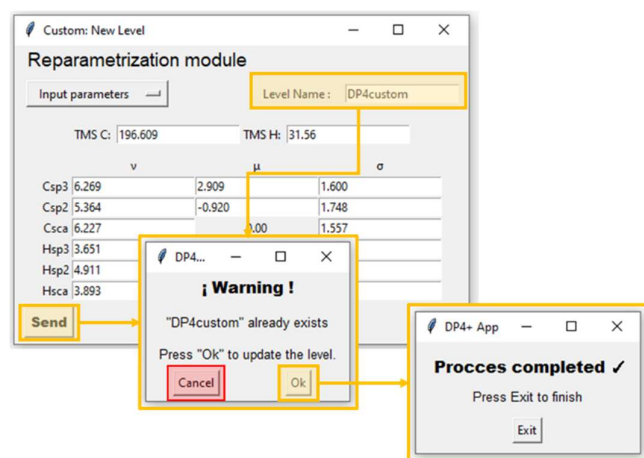 Custom: New Level
Reparametrization module
Input parameters
Level Name : DP4custom
TMS C: 196.609 TMS H: 31.56
ν μ σ
Csp3 6.269 2.909 1.600
Csp2 5.364 -0.920 1.748
Csca 6.227 0.00 1.557
Hsp3 3.651
Hsp2 4.911
Hsca 3.893
Send
DP4...
¡ Warning !
"DP4custom" already exists
Press "Ok" to update the level.
Cancel Ok
DP4+ App
Procces completed ✓
Press Exit to finish
Exit